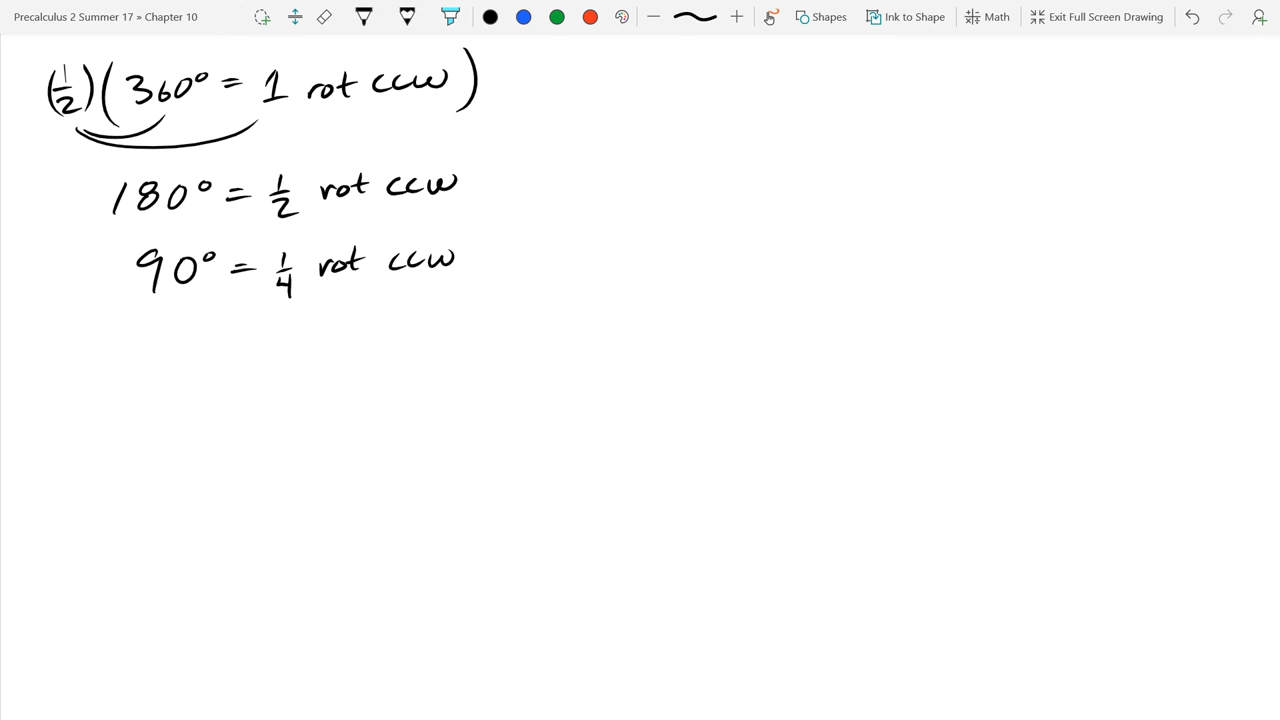 Precalculus 2 Summer 17 » Chapter 10 Shapes Ink to Shape Math Exit Full Screen Drawing
(1/2)(360° = 1 rot ccw)
180° = 1/2 rot ccw
90° = 1/4 rot ccw